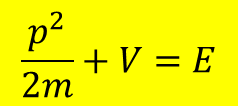 p²/2m + V = E